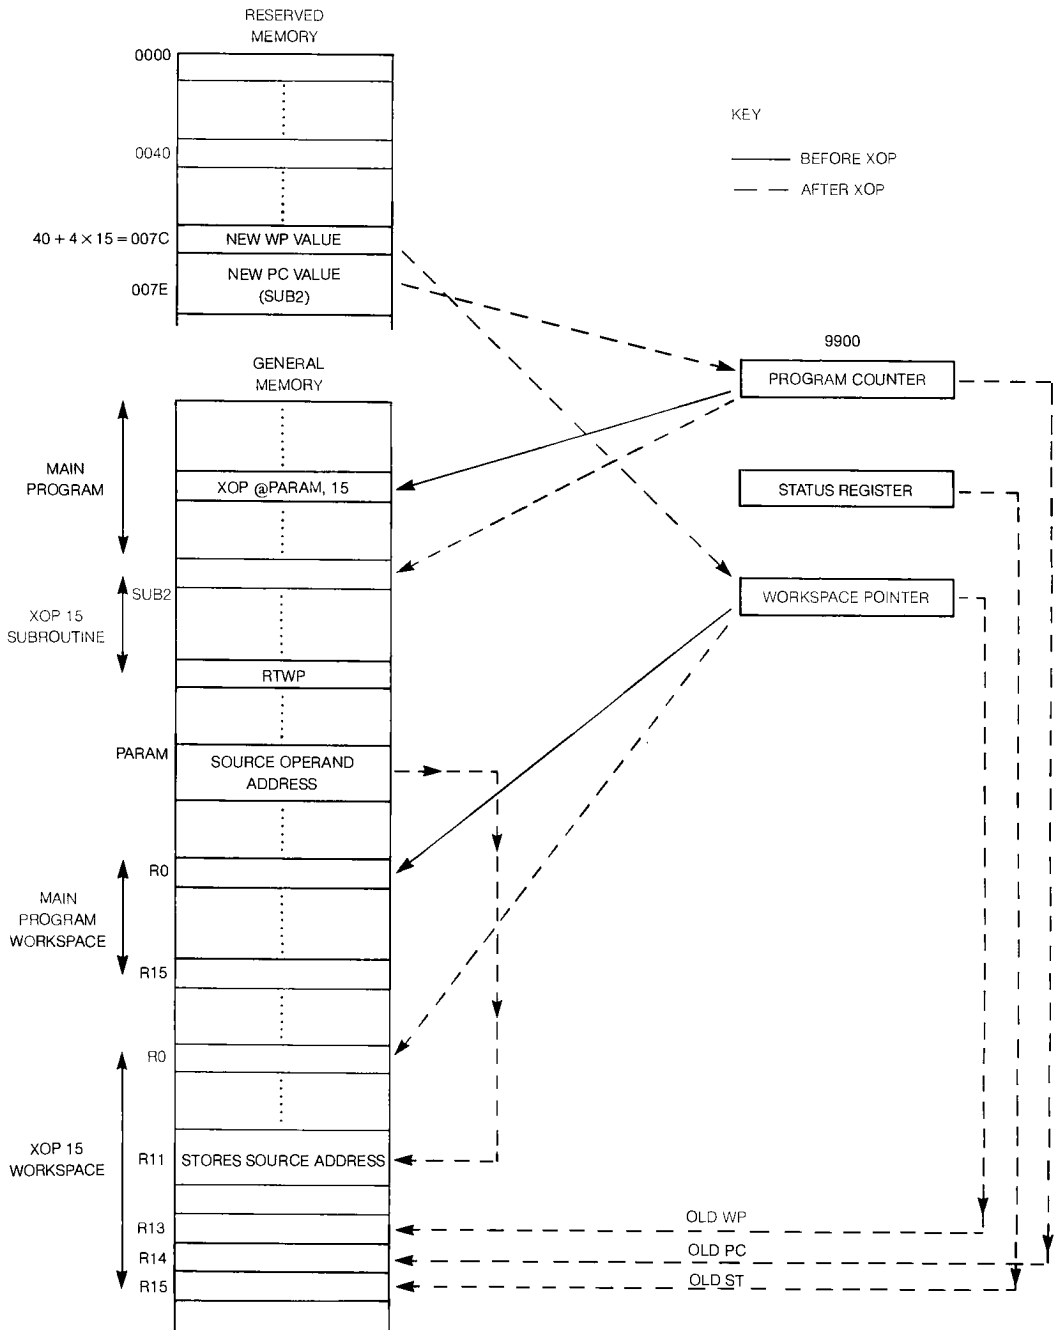 RESERVED
MEMORY
0000
KEY
0040
BEFORE XOP
AFTER XOP
40 + 4 × 15 = 007C
NEW WP VALUE
NEW PC VALUE
(SUB2)
007E
9900
GENERAL
MEMORY
PROGRAM COUNTER
MAIN
PROGRAM
XOP @PARAM, 15
STATUS REGISTER
SUB2
WORKSPACE POINTER
XOP 15
SUBROUTINE
RTWP
PARAM
SOURCE OPERAND
ADDRESS
R0
MAIN
PROGRAM
WORKSPACE
R15
R0
XOP 15
WORKSPACE
R11
STORES SOURCE ADDRESS
R13
OLD WP
R14
OLD PC
R15
OLD ST